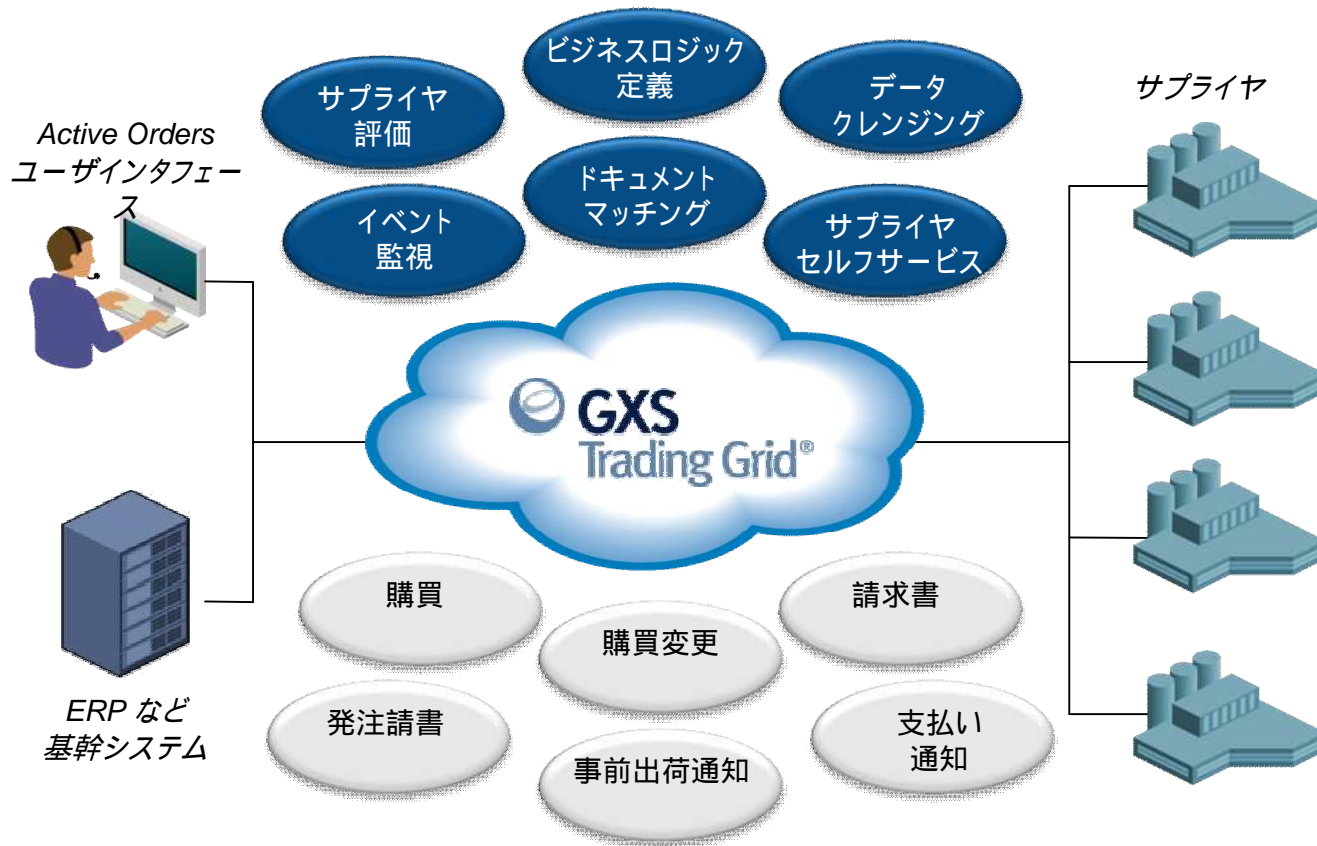 Active Orders
ユーザインタフェー
ス
サプライヤ
評価
ビジネスロジック
定義
データ
クレンジング
イベント
監視
ドキュメント
マッチング
サプライヤ
セルフサービス
サプライヤ
GXS
Trading Grid®
ERP など
基幹システム
購買
購買変更
請求書
発注請書
事前出荷通知
支払い
通知